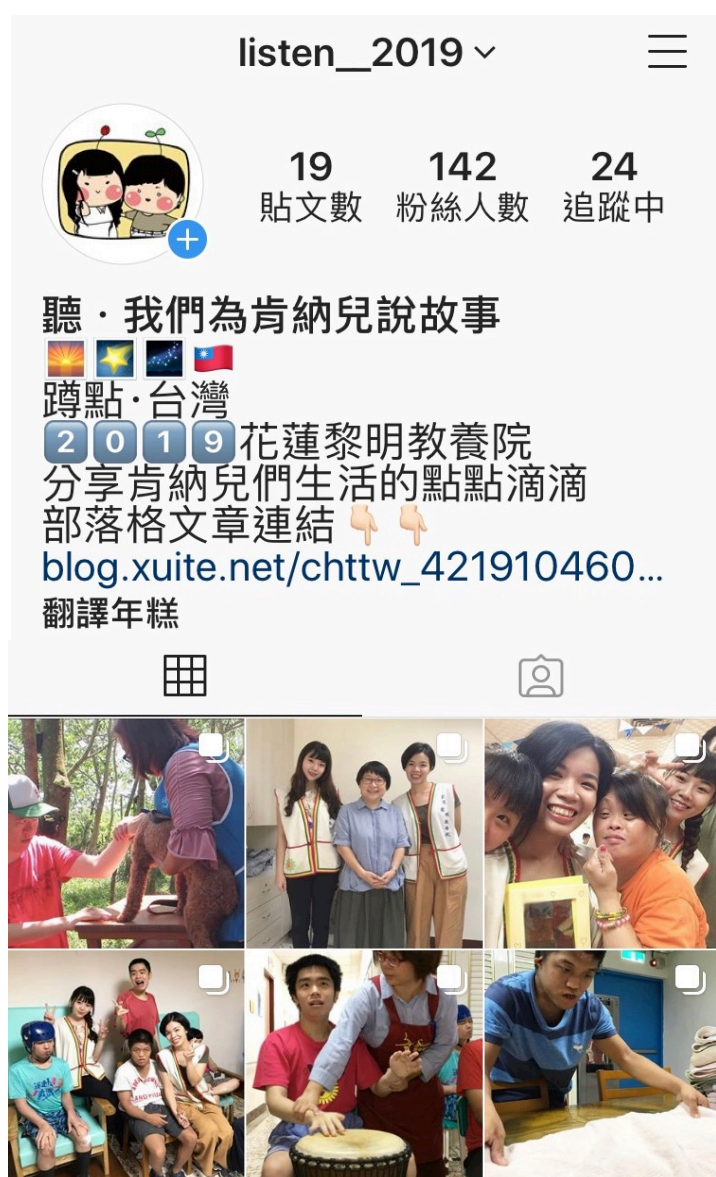 listen__2019
19 142 24
貼文數 粉絲人數 追蹤中
聽·我們為肯納兒說故事
蹲點·台灣
2019花蓮黎明教養院
分享肯納兒們生活的點點滴滴
部落格文章連結
blog.xuite.net/chttw_421910460...
翻譯年糕